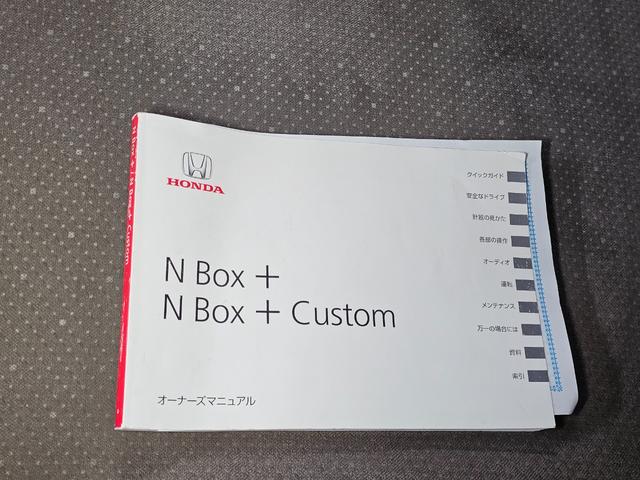 HONDA
N Box +
N Box + Custom
オーナーズマニュアル
クイックガイド
安全なドライブ
計器の見かた
各部の操作
オーディオ
運転
メンテナンス
万一の場合には
資料
索引
N Box + / N Box + Custom